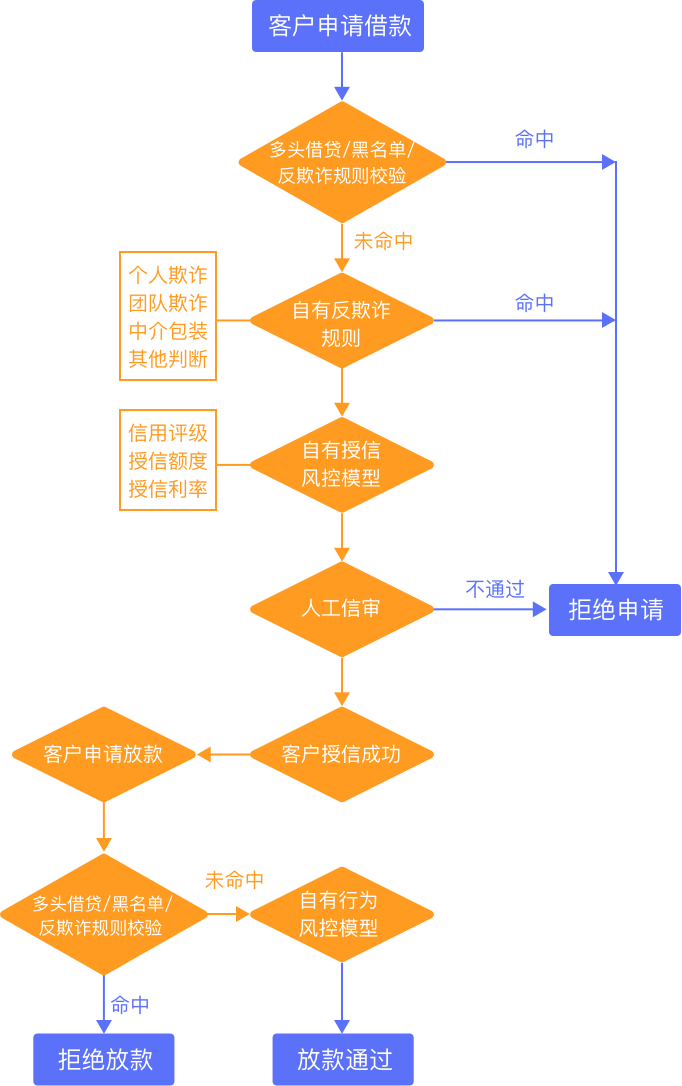 客户申请借款
多头借贷/黑名单/
反欺诈规则校验
命中
未命中
个人欺诈
团队欺诈
中介包装
其他判断
自有反欺诈
规则
命中
信用评级
授信额度
授信利率
自有授信
风控模型
人工信审
不通过
拒绝申请
客户申请放款
客户授信成功
多头借贷/黑名单/
反欺诈规则校验
未命中
自有行为
风控模型
命中
拒绝放款
放款通过